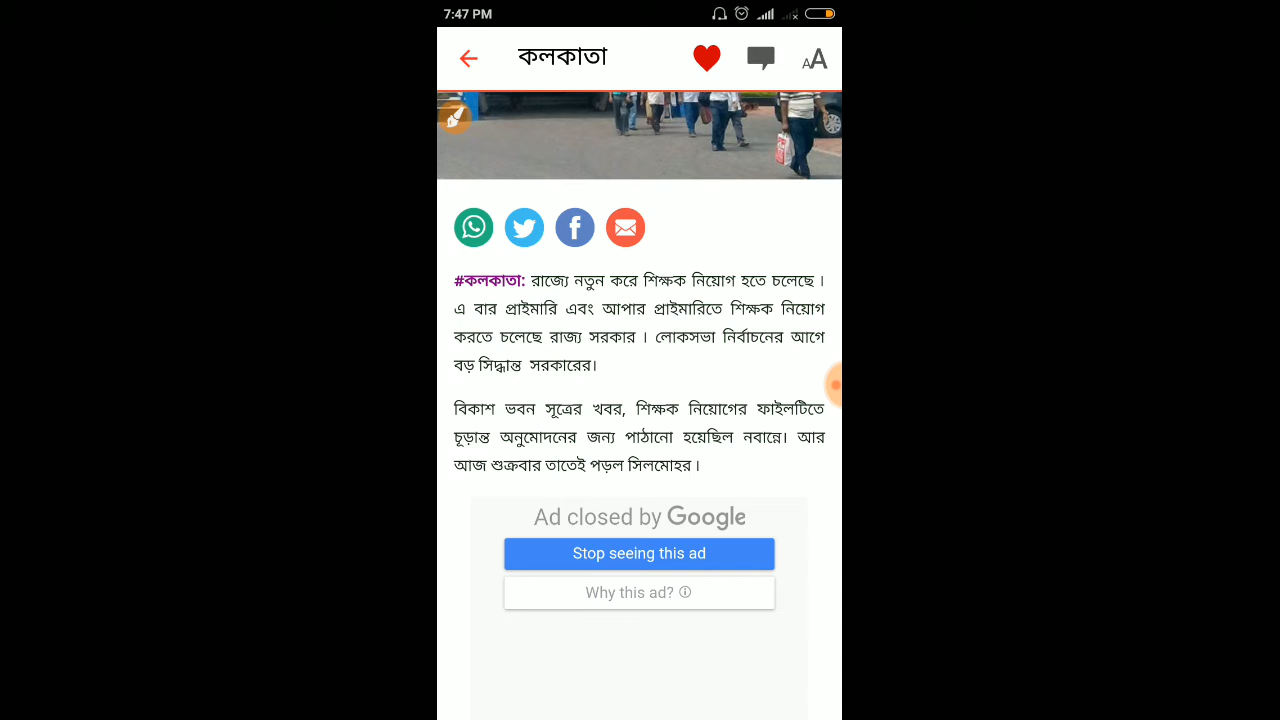 7:47 PM
কলকাতা
AA
#কলকাতা: রাজ্যে নতুন করে শিক্ষক নিয়োগ হতে চলেছে ।
এ বার প্রাইমারি এবং আপার প্রাইমারিতে শিক্ষক নিয়োগ
করতে চলেছে রাজ্য সরকার । লোকসভা নির্বাচনের আগে
বড় সিদ্ধান্ত সরকারের।
বিকাশ ভবন সূত্রের খবর, শিক্ষক নিয়োগের ফাইলটিতে
চূড়ান্ত অনুমোদনের জন্য পাঠানো হয়েছিল নবান্নে। আর
আজ শুক্রবার তাতেই পড়ল সিলমোহর ।
Ad closed by Google
Stop seeing this ad
Why this ad?